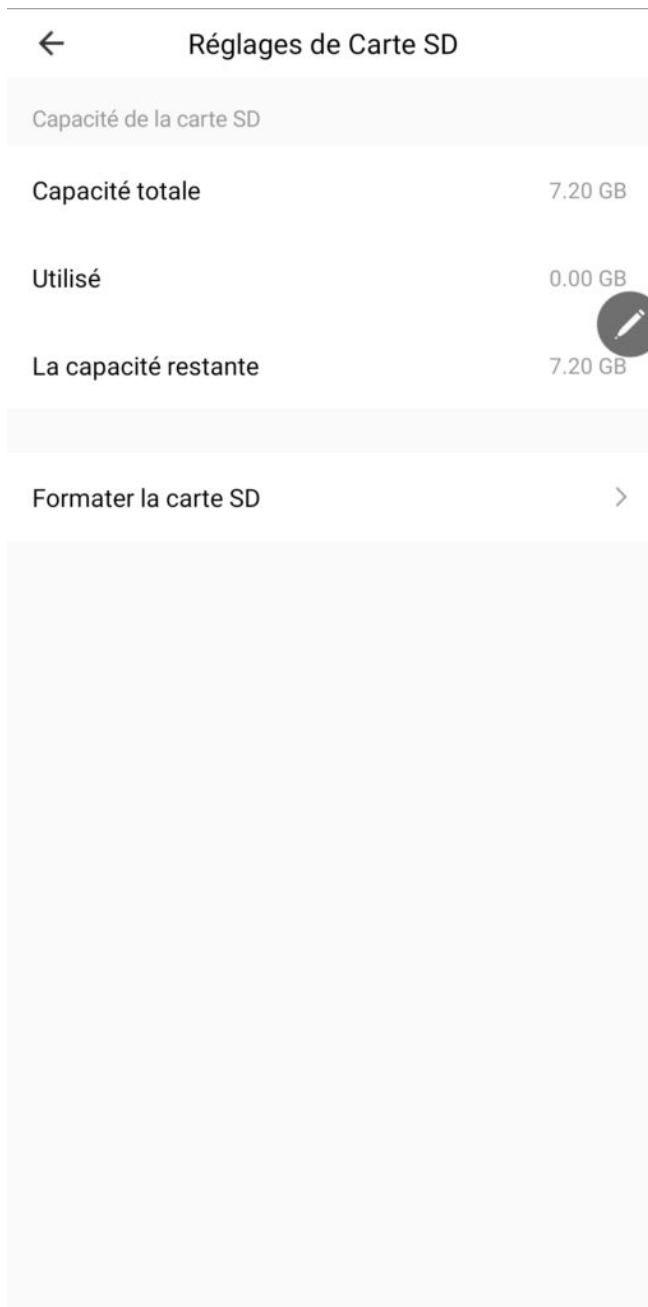 Réglages de Carte SD
Capacité de la carte SD
Capacité totale 7.20 GB
Utilisé 0.00 GB
La capacité restante 7.20 GB
Formater la carte SD